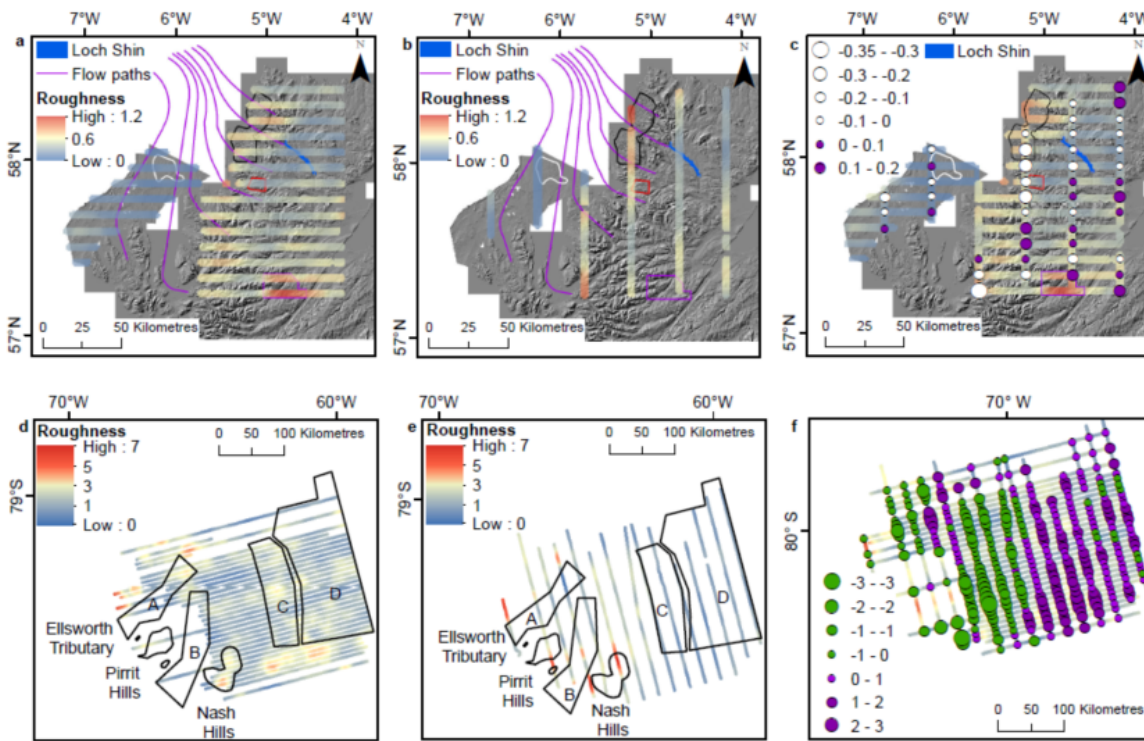 7°W 6°W 5°W 4°W
a
Loch Shin
Flow paths
Roughness
High : 1.2
0.6
Low : 0
N
58°N
57°N
0 25 50 Kilometres
7°W 6°W 5°W 4°W
b
Loch Shin
Flow paths
Roughness
High : 1.2
0.6
Low : 0
N
58°N
57°N
0 25 50 Kilometres
7°W 6°W 5°W 4°W
c
-0.35 - -0.3
Loch Shin
-0.3 - -0.2
-0.2 - -0.1
-0.1 - 0
0 - 0.1
0.1 - 0.2
N
58°N
57°N
0 25 50 Kilometres
70°W 60°W
d
Roughness
High : 7
5
3
1
Low : 0
0 50 100 Kilometres
79°S
A
B
C
D
Ellsworth
Tributary
Pirrit
Hills
Nash
Hills
70°W 60°W
e
Roughness
High : 7
5
3
1
Low : 0
0 50 100 Kilometres
79°S
A
B
C
D
Ellsworth
Tributary
Pirrit
Hills
Nash
Hills
70°
f
80°S
-3 - -3
-2 - -2
-1 - -1
-1 - 0
0 - 1
1 - 2
2 - 3
0 50 100 Kilometres